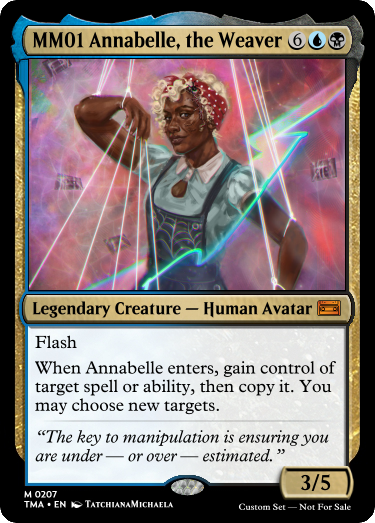 MM01 Annabelle, the Weaver 6
Legendary Creature — Human Avatar
Flash
When Annabelle enters, gain control of
target spell or ability, then copy it. You
may choose new targets.
“The key to manipulation is ensuring you
are under — or over — estimated.”
3/5
M 0207
TMA • EN TatchianaMichaela
Custom Set — Not For Sale